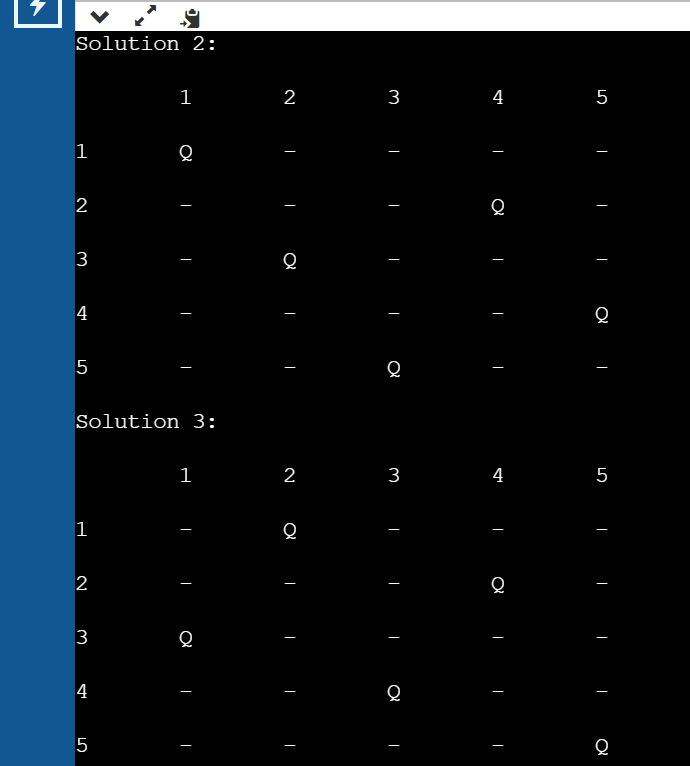 Solution 2:
1 2 3 4 5
1 Q - - - -
2 - - - Q -
3 - Q - - -
4 - - - - Q
5 - - Q - -
Solution 3:
1 2 3 4 5
1 - Q - - -
2 - - - Q -
3 Q - - - -
4 - - Q - -
5 - - - - Q